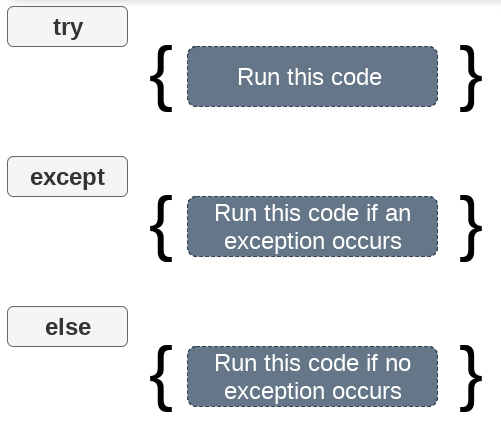 try
{ Run this code }
except
{ Run this code if an
exception occurs }
else
{ Run this code if no
exception occurs }